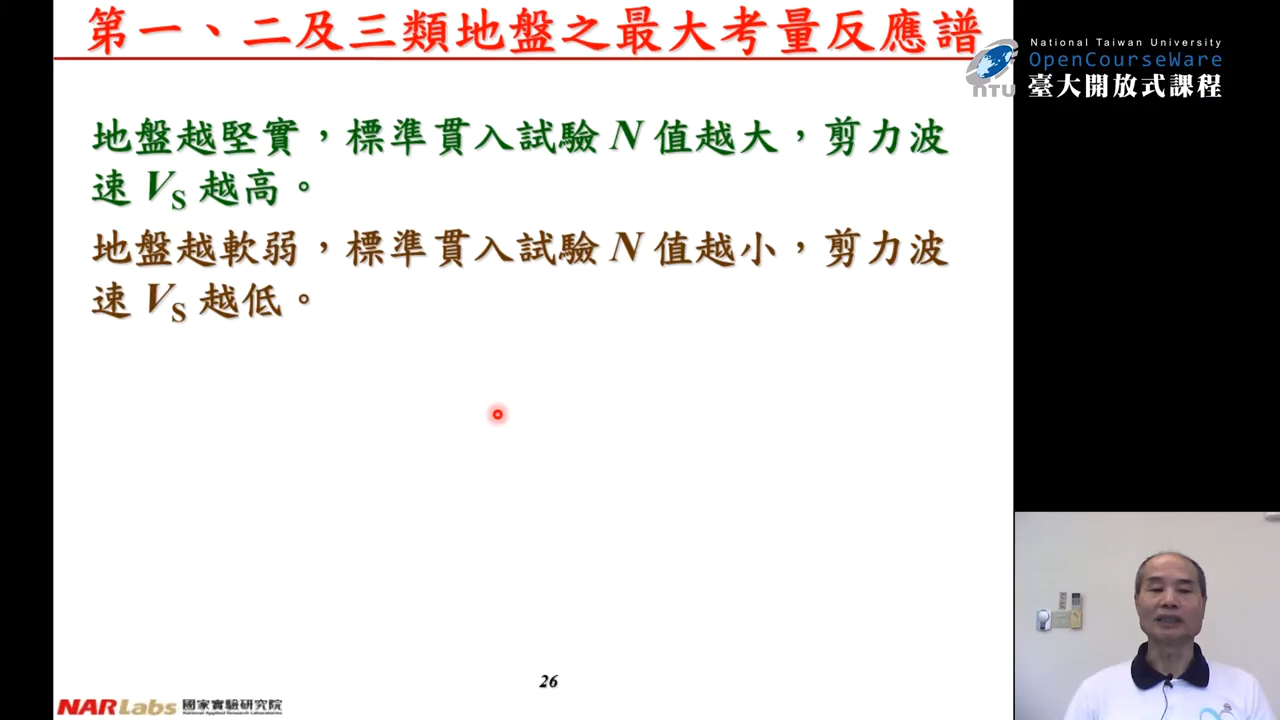 第一、二及三類地盤之最大考量反應譜
National Taiwan University
OpenCourseWare
臺大開放式課程
NTU
地盤越堅實，標準貫入試驗 N 值越大，剪力波
速 VS 越高。
地盤越軟弱，標準貫入試驗 N 值越小，剪力波
速 VS 越低。
26
NARLabs 國家實驗研究院
National Applied Research Laboratories